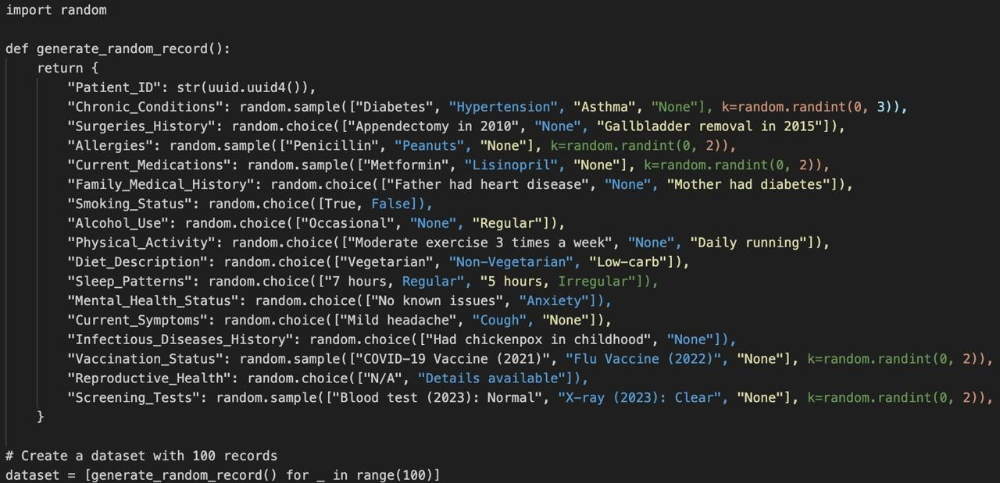 import random
def generate_random_record():
return {
"Patient_ID": str(uuid.uuid4()),
"Chronic_Conditions": random.sample(["Diabetes", "Hypertension", "Asthma", "None"], k=random.randint(0, 3)),
"Surgeries_History": random.choice(["Appendectomy in 2010", "None", "Gallbladder removal in 2015"]),
"Allergies": random.sample(["Penicillin", "Peanuts", "None"], k=random.randint(0, 2)),
"Current_Medications": random.sample(["Metformin", "Lisinopril", "None"], k=random.randint(0, 2)),
"Family_Medical_History": random.choice(["Father had heart disease", "None", "Mother had diabetes"]),
"Smoking_Status": random.choice([True, False]),
"Alcohol_Use": random.choice(["Occasional", "None", "Regular"]),
"Physical_Activity": random.choice(["Moderate exercise 3 times a week", "None", "Daily running"]),
"Diet_Description": random.choice(["Vegetarian", "Non-Vegetarian", "Low-carb"]),
"Sleep_Patterns": random.choice(["7 hours, Regular", "5 hours, Irregular"]),
"Mental_Health_Status": random.choice(["No known issues", "Anxiety"]),
"Current_Symptoms": random.choice(["Mild headache", "Cough", "None"]),
"Infectious_Diseases_History": random.choice(["Had chickenpox in childhood", "None"]),
"Vaccination_Status": random.sample(["COVID-19 Vaccine (2021)", "Flu Vaccine (2022)", "None"], k=random.randint(0, 2)),
"Reproductive_Health": random.choice(["N/A", "Details available"]),
"Screening_Tests": random.sample(["Blood test (2023): Normal", "X-ray (2023): Clear", "None"], k=random.randint(0, 2)),
}
# Create a dataset with 100 records
dataset = [generate_random_record() for _ in range(100)]